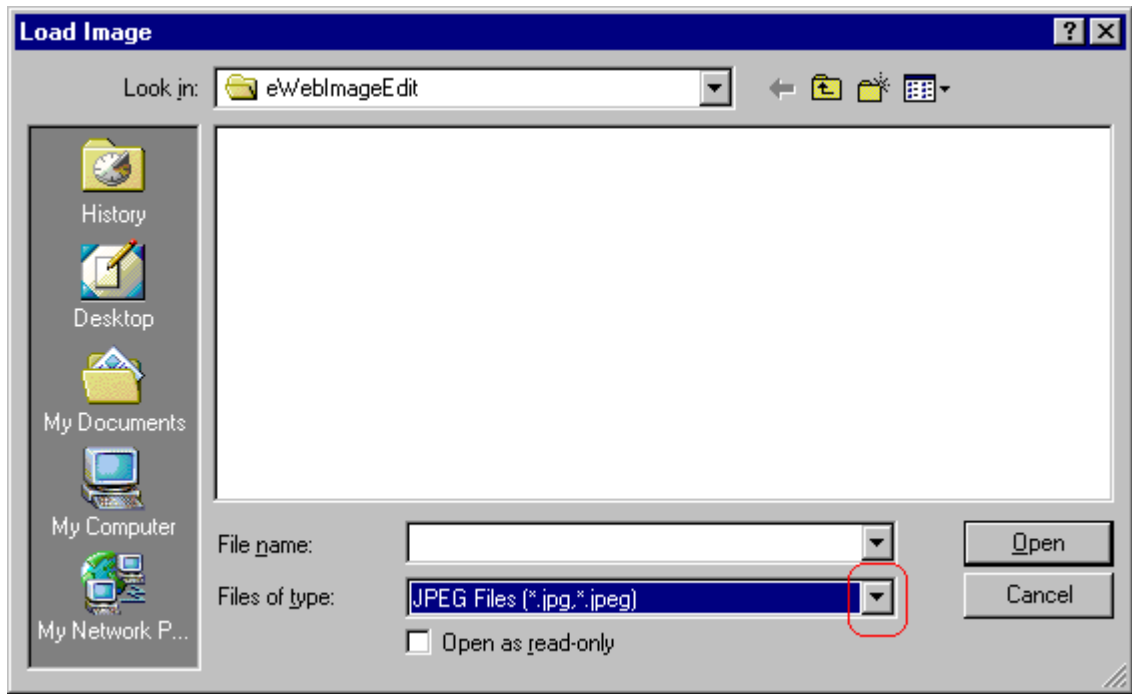 Load Image
Look in: eWebImageEdit
History
Desktop
My Documents
My Computer
My Network P...
File name:
Open
Files of type: JPEG Files (*.jpg,*.jpeg)
Cancel
Open as read-only